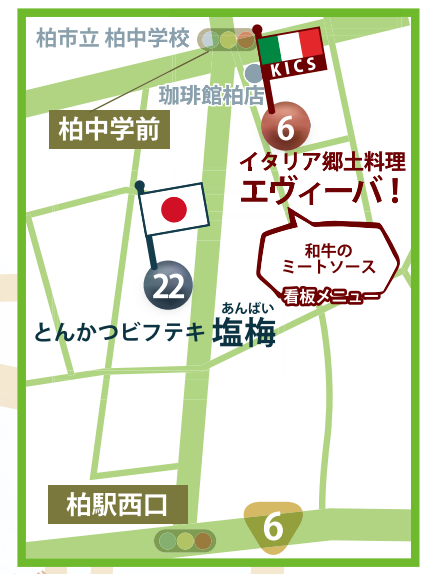 柏市立 柏中学校
KICS
珈琲館柏店
6
柏中学前
イタリア郷土料理
エヴィーバ！
和牛の
ミートソース
看板メニュー
22
あんばい
とんかつビフテキ 塩梅
柏駅西口
6